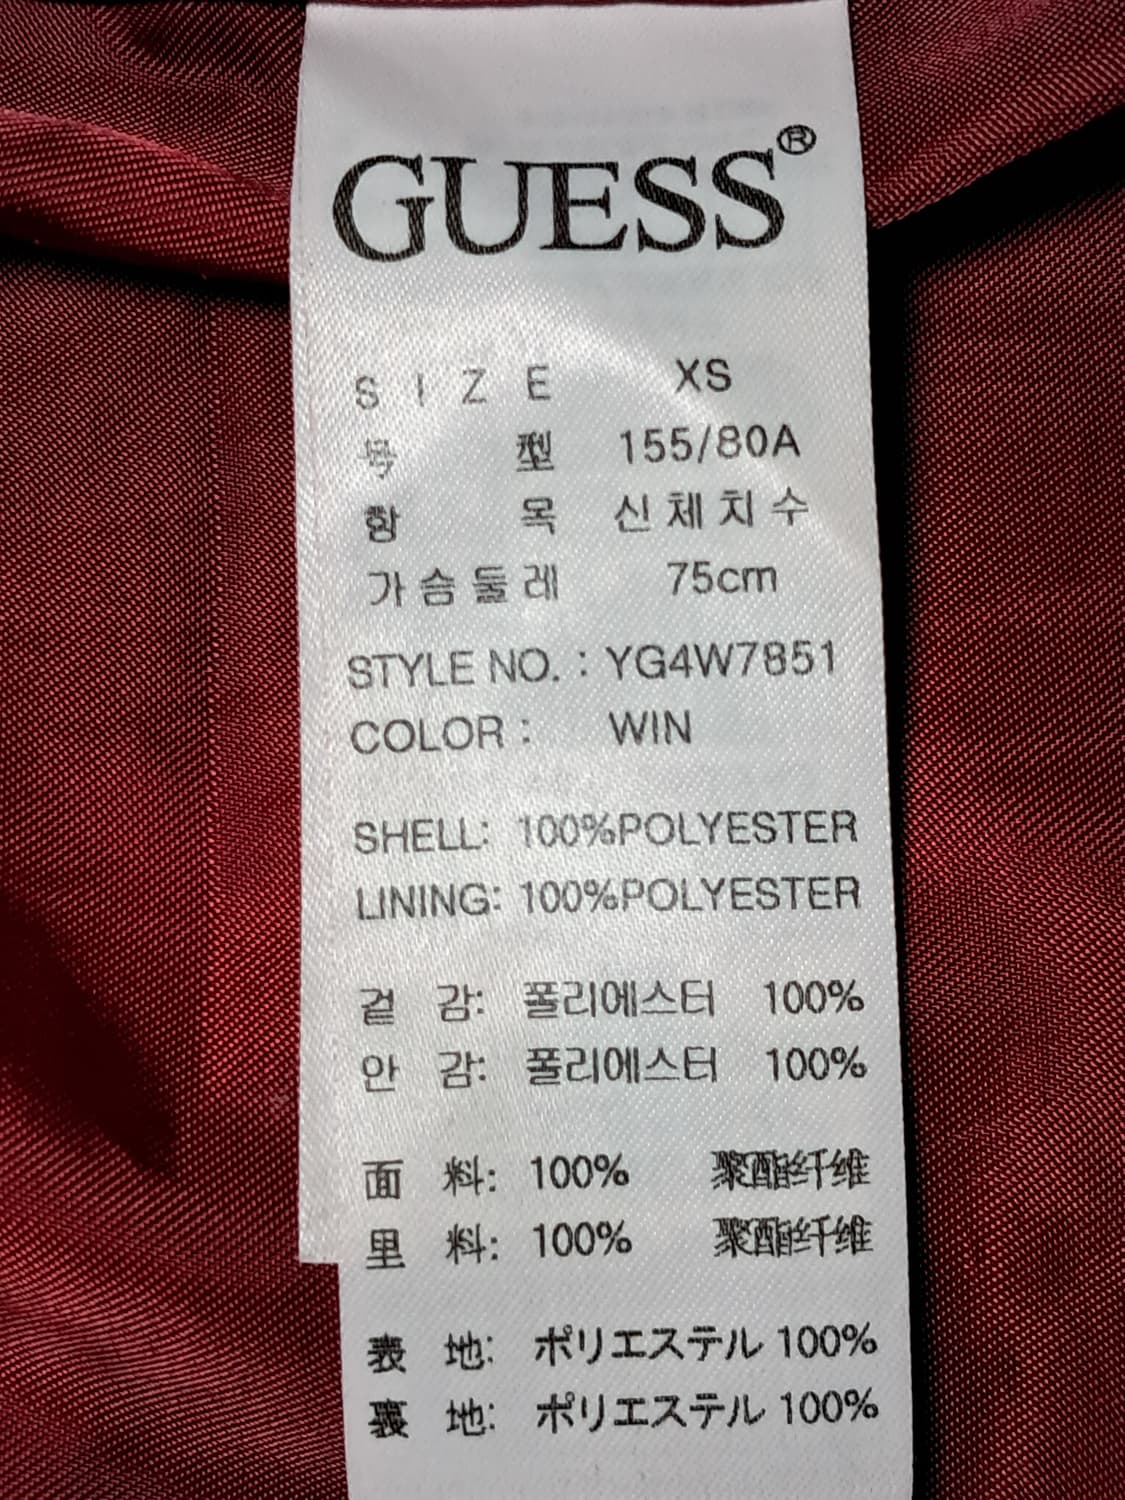 GUESS®
SIZE XS
号型 155/80A
항목 신체치수
가슴둘레 75cm
STYLE NO. : YG4W7851
COLOR : WIN
SHELL: 100%POLYESTER
LINING: 100%POLYESTER
겉감: 폴리에스터 100%
안감: 폴리에스터 100%
面料: 100% 聚酯纤维
里料: 100% 聚酯纤维
表地: ポリエステル 100%
裏地: ポリエステル 100%